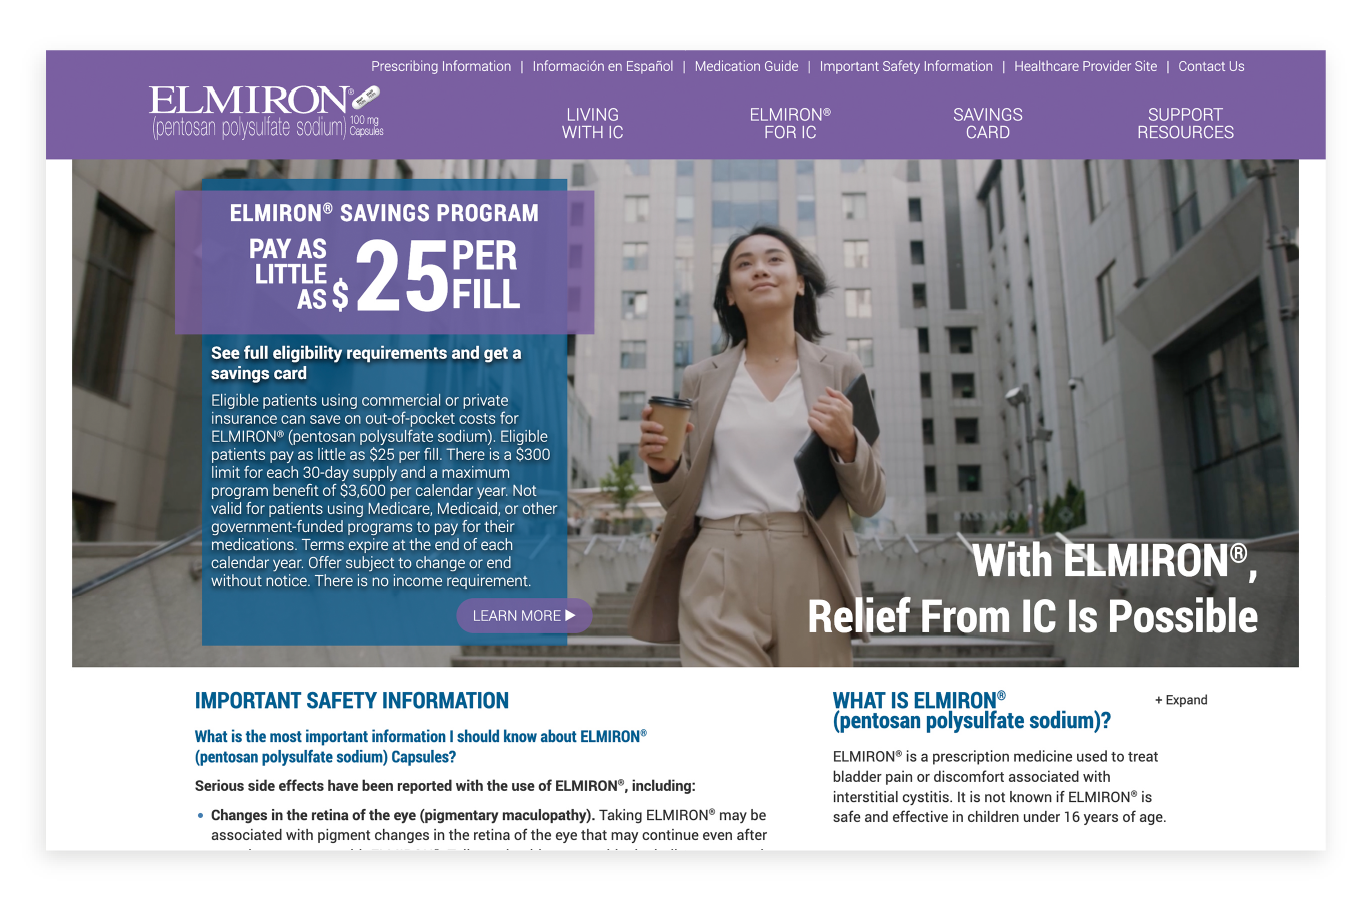 Prescribing Information | Información en Español | Medication Guide | Important Safety Information | Healthcare Provider Site | Contact Us
ELMIRON®
(pentosan polysulfate sodium) 100 mg Capsules
LIVING
WITH IC
ELMIRON®
FOR IC
SAVINGS
CARD
SUPPORT
RESOURCES
ELMIRON® SAVINGS PROGRAM
PAY AS
LITTLE
AS $25 PER
FILL
See full eligibility requirements and get a
savings card
Eligible patients using commercial or private
insurance can save on out-of-pocket costs for
ELMIRON® (pentosan polysulfate sodium). Eligible
patients pay as little as $25 per fill. There is a $300
limit for each 30-day supply and a maximum
program benefit of $3,600 per calendar year. Not
valid for patients using Medicare, Medicaid, or other
government-funded programs to pay for their
medications. Terms expire at the end of each
calendar year. Offer subject to change or end
without notice. There is no income requirement.
LEARN MORE
With ELMIRON®,
Relief From IC Is Possible
IMPORTANT SAFETY INFORMATION
What is the most important information I should know about ELMIRON®
(pentosan polysulfate sodium) Capsules?
Serious side effects have been reported with the use of ELMIRON®, including:
• Changes in the retina of the eye (pigmentary maculopathy). Taking ELMIRON® may be
associated with pigment changes in the retina of the eye that may continue even after
WHAT IS ELMIRON®
(pentosan polysulfate sodium)?
+ Expand
ELMIRON® is a prescription medicine used to treat
bladder pain or discomfort associated with
interstitial cystitis. It is not known if ELMIRON® is
safe and effective in children under 16 years of age.